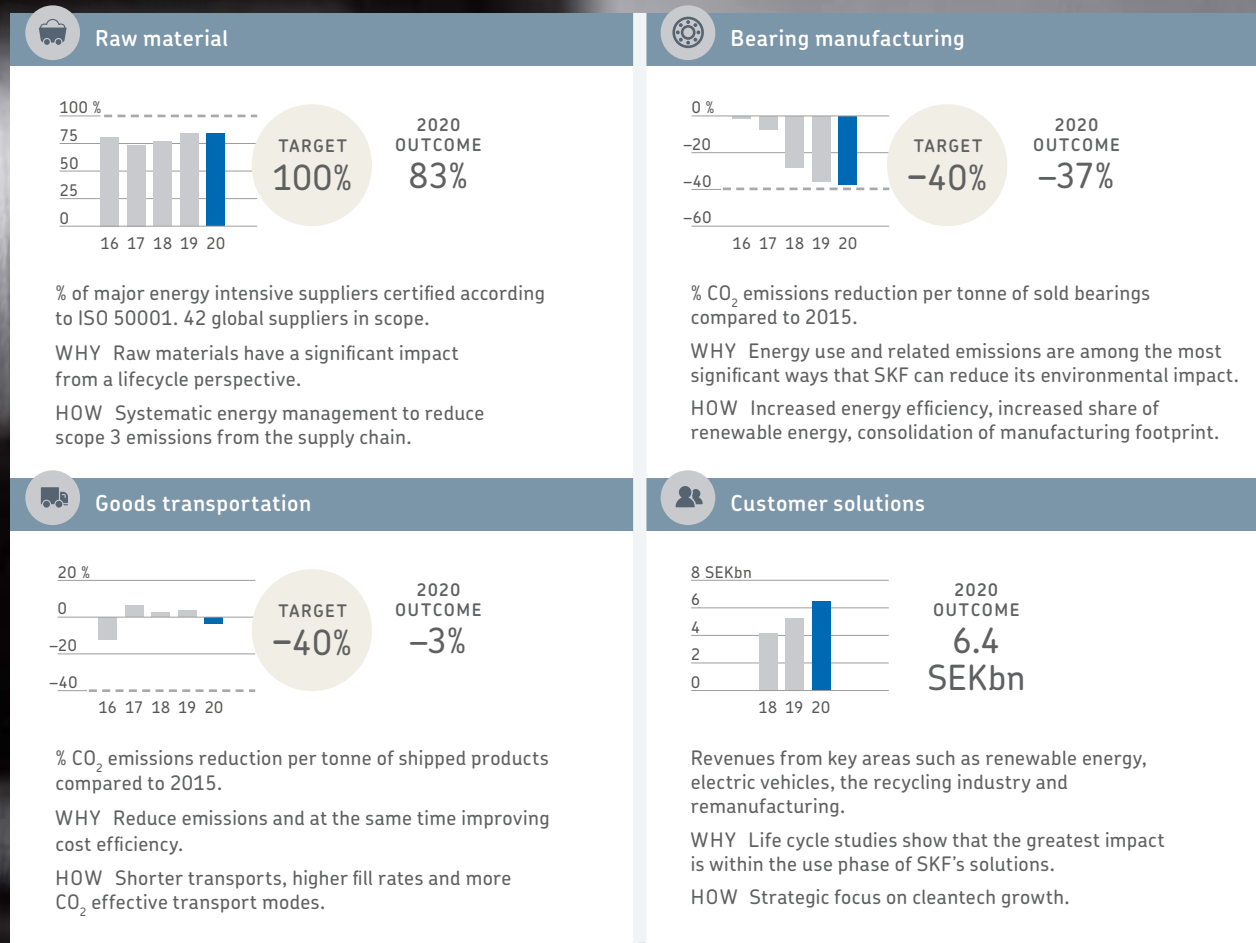 Raw material
100 %
75
50
25
0
16 17 18 19 20
TARGET
100%
2020
OUTCOME
83%
% of major energy intensive suppliers certified according
to ISO 50001. 42 global suppliers in scope.
WHY Raw materials have a significant impact
from a lifecycle perspective.
HOW Systematic energy management to reduce
scope 3 emissions from the supply chain.
Bearing manufacturing
0 %
−20
−40
−60
16 17 18 19 20
TARGET
−40%
2020
OUTCOME
−37%
% CO₂ emissions reduction per tonne of sold bearings
compared to 2015.
WHY Energy use and related emissions are among the most
significant ways that SKF can reduce its environmental impact.
HOW Increased energy efficiency, increased share of
renewable energy, consolidation of manufacturing footprint.
Goods transportation
20 %
0
−20
−40
16 17 18 19 20
TARGET
−40%
2020
OUTCOME
−3%
% CO₂ emissions reduction per tonne of shipped products
compared to 2015.
WHY Reduce emissions and at the same time improving
cost efficiency.
HOW Shorter transports, higher fill rates and more
CO₂ effective transport modes.
Customer solutions
8 SEKbn
6
4
2
0
18 19 20
2020
OUTCOME
6.4
SEKbn
Revenues from key areas such as renewable energy,
electric vehicles, the recycling industry and
remanufacturing.
WHY Life cycle studies show that the greatest impact
is within the use phase of SKF's solutions.
HOW Strategic focus on cleantech growth.